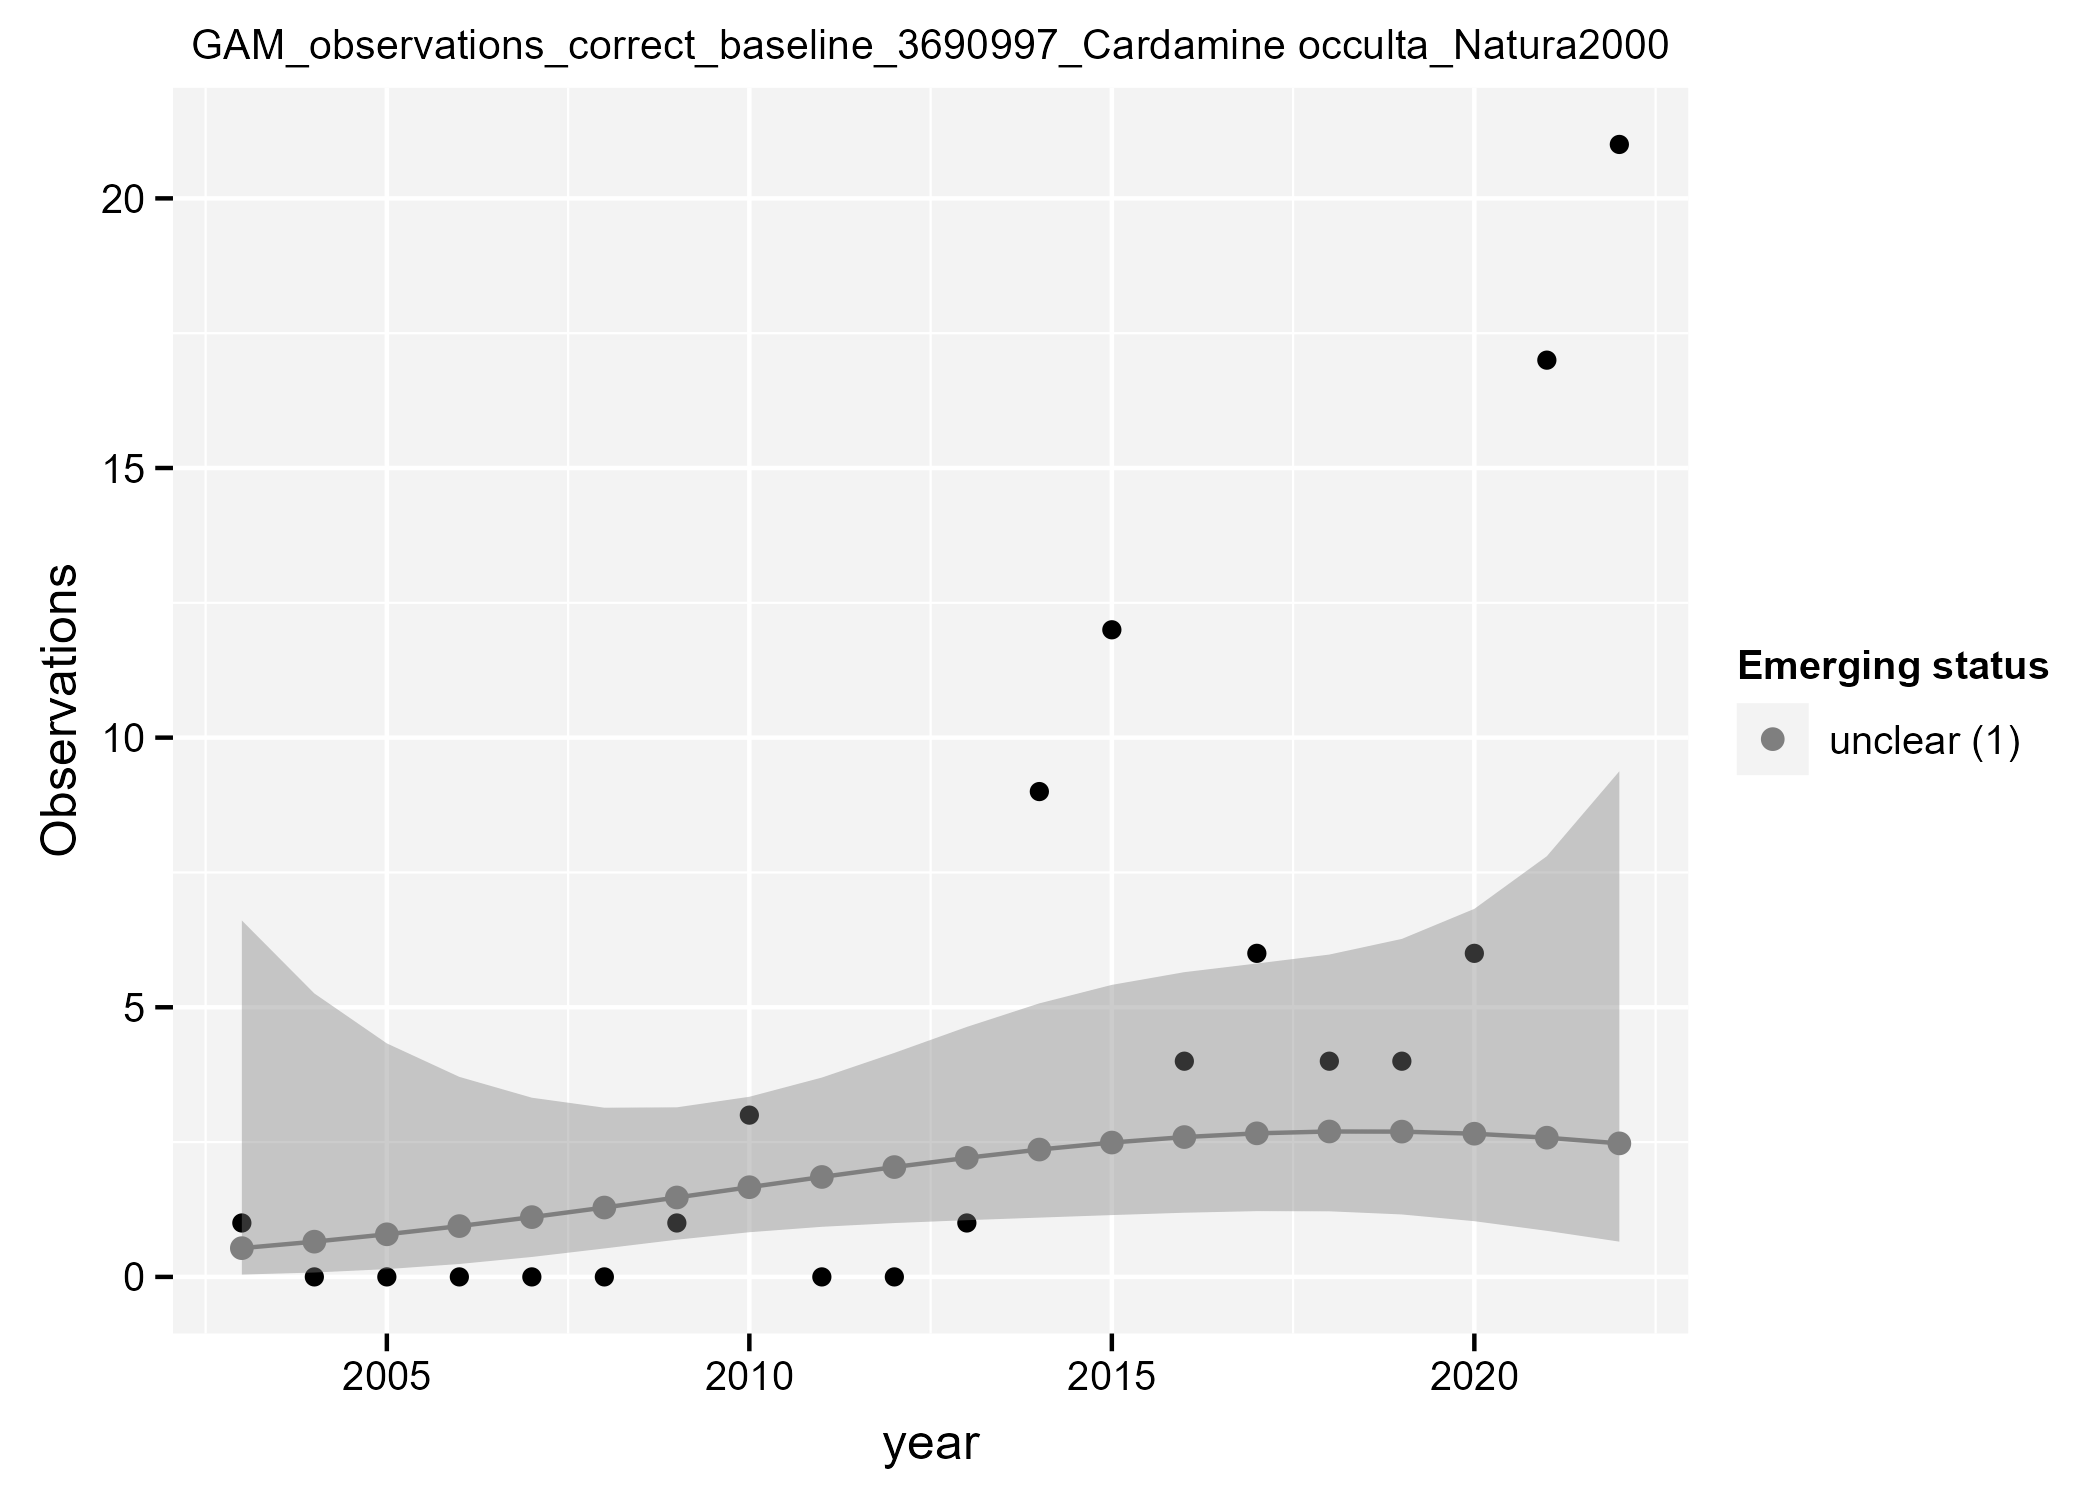 GAM_observations_correct_baseline_3690997_Cardamine occulta_Natura2000
Observations
20
15
10
5
0
2005 2010 2015 2020
year
Emerging status
unclear (1)